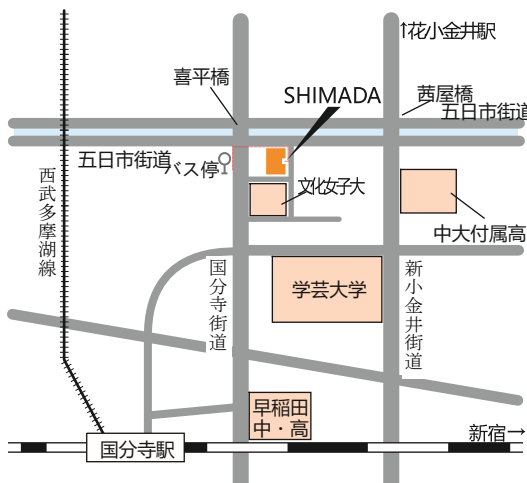 ↑花小金井駅
喜平橋
SHIMADA
茜屋橋
五日市街道
五日市街道
バス停
文化女子大
西武多摩湖線
中大付属高
国分寺街道
新小金井街道
学芸大学
早稲田
中・高
国分寺駅
新宿→